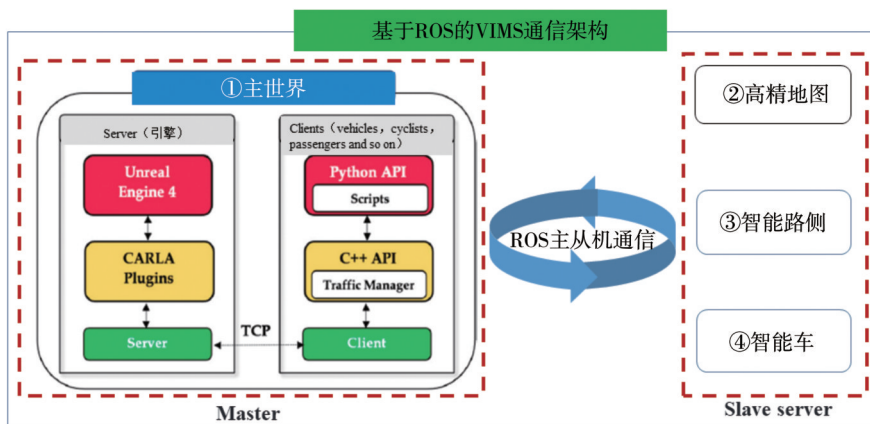 基于ROS的VIMS通信架构
①主世界
Server（引擎）
Unreal
Engine 4
CARLA
Plugins
Server
TCP
Clients（vehicles，cyclists，
passengers and so on）
Python API
Scripts
C++ API
Traffic Manager
Client
Master
ROS主从机通信
②高精地图
③智能路侧
④智能车
Slave server